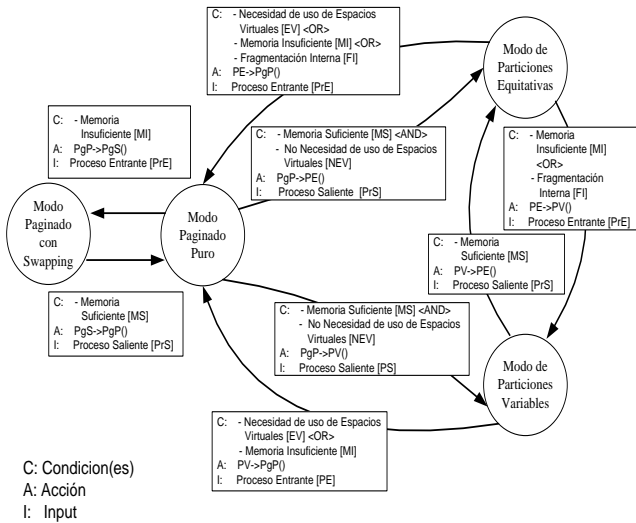 C: - Necesidad de uso de Espacios
Virtuales [EV] <OR>
- Memoria Insuficiente [MI] <OR>
- Fragmentación Interna [FI]
A: PE->PgP()
I: Proceso Entrante [PrE]
Modo de
Particiones
Equitativas
C: - Memoria
Insuficiente [MI]
A: PgP->PgS()
I: Proceso Entrante [PrE]
C: - Memoria Suficiente [MS] <AND>
- No Necesidad de uso de Espacios
Virtuales [NEV]
A: PgP->PE()
I: Proceso Saliente [PrS]
C: - Memoria
Insuficiente [MI]
<OR>
- Fragmentación
Interna [FI]
A: PE->PV()
I: Proceso Entrante [PrE]
Modo
Paginado
con
Swapping
Modo
Paginado
Puro
C: - Memoria
Suficiente [MS]
A: PV->PE()
I: Proceso Saliente [PrS]
C: - Memoria
Suficiente [MS]
A: PgS->PgP()
I: Proceso Saliente [PrS]
C: - Memoria Suficiente [MS] <AND>
- No Necesidad de uso de Espacios
Virtuales [NEV]
A: PgP->PV()
I: Proceso Saliente [PS]
Modo de
Particiones
Variables
C: - Necesidad de uso de Espacios
Virtuales [EV] <OR>
- Memoria Insuficiente [MI]
A: PV->PgP()
I: Proceso Entrante [PE]
C: Condicion(es)
A: Acción
I: Input